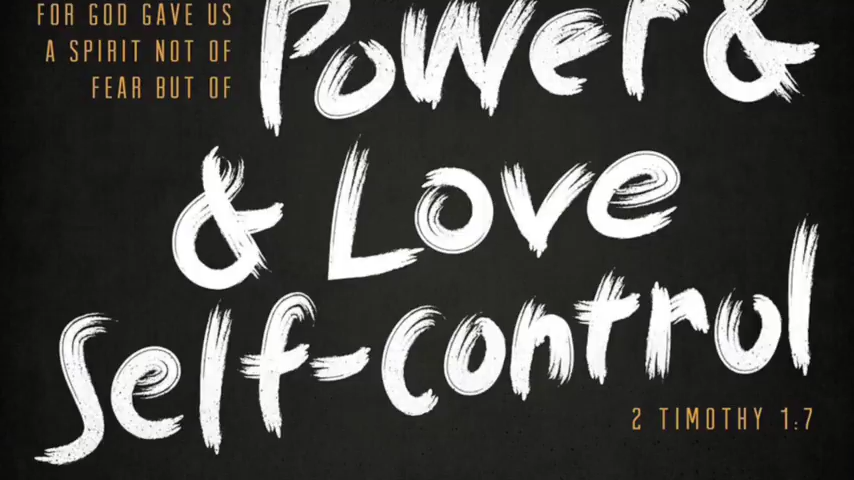 FOR GOD GAVE US
A SPIRIT NOT OF
FEAR BUT OF
Power &
& Love
Self-control
2 TIMOTHY 1:7